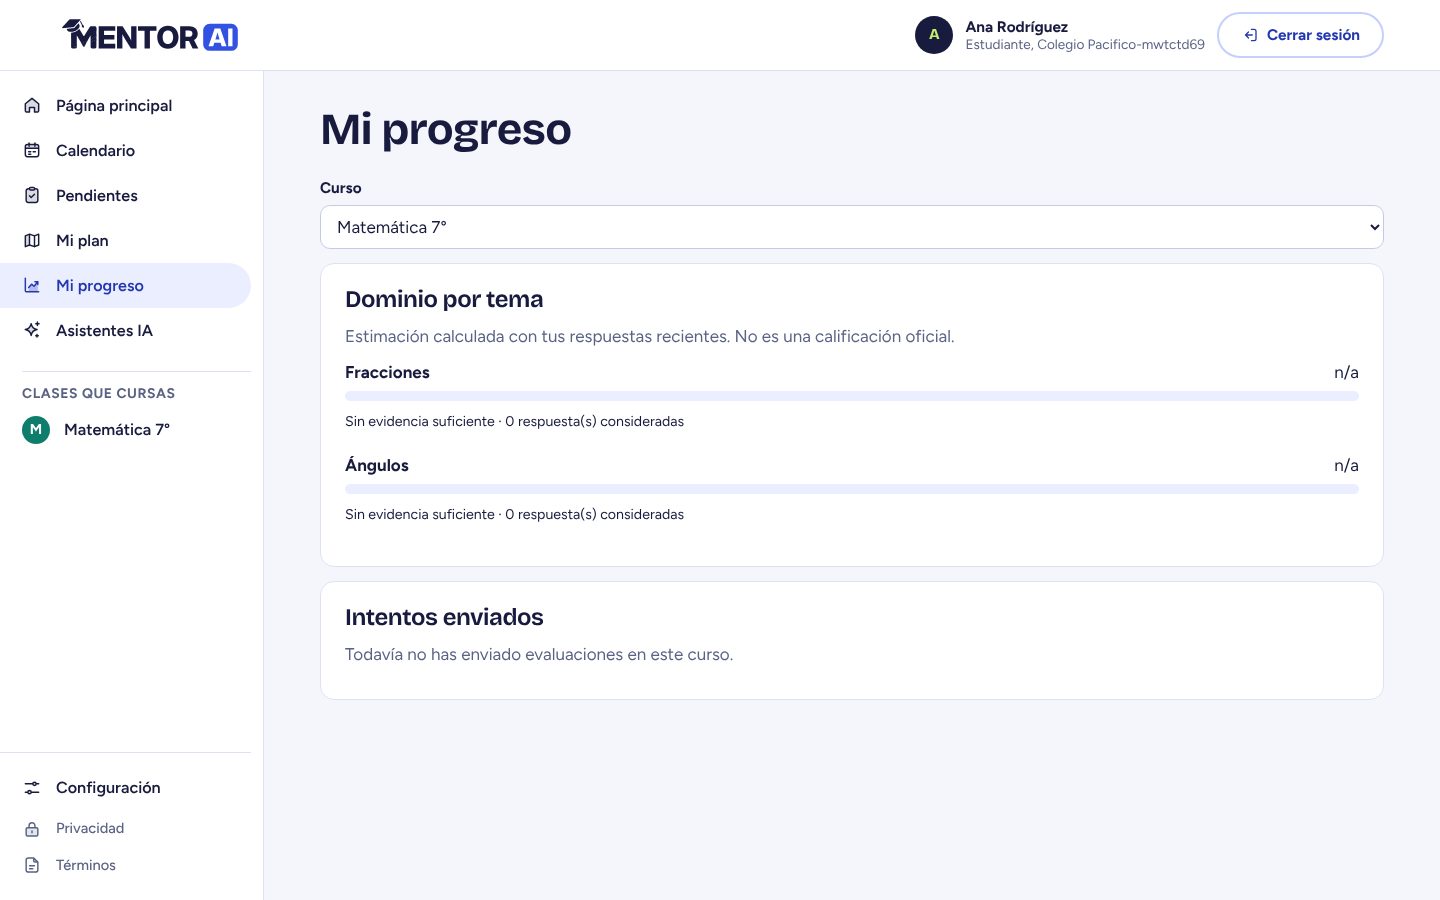 MENTOR AI
A
Ana Rodríguez
Estudiante, Colegio Pacifico-mwtctd69
Cerrar sesión
Página principal
Calendario
Pendientes
Mi plan
Mi progreso
Asistentes IA
CLASES QUE CURSAS
M Matemática 7°
Configuración
Privacidad
Términos
Mi progreso
Curso
Matemática 7°
Dominio por tema
Estimación calculada con tus respuestas recientes. No es una calificación oficial.
Fracciones n/a
Sin evidencia suficiente · 0 respuesta(s) consideradas
Ángulos n/a
Sin evidencia suficiente · 0 respuesta(s) consideradas
Intentos enviados
Todavía no has enviado evaluaciones en este curso.